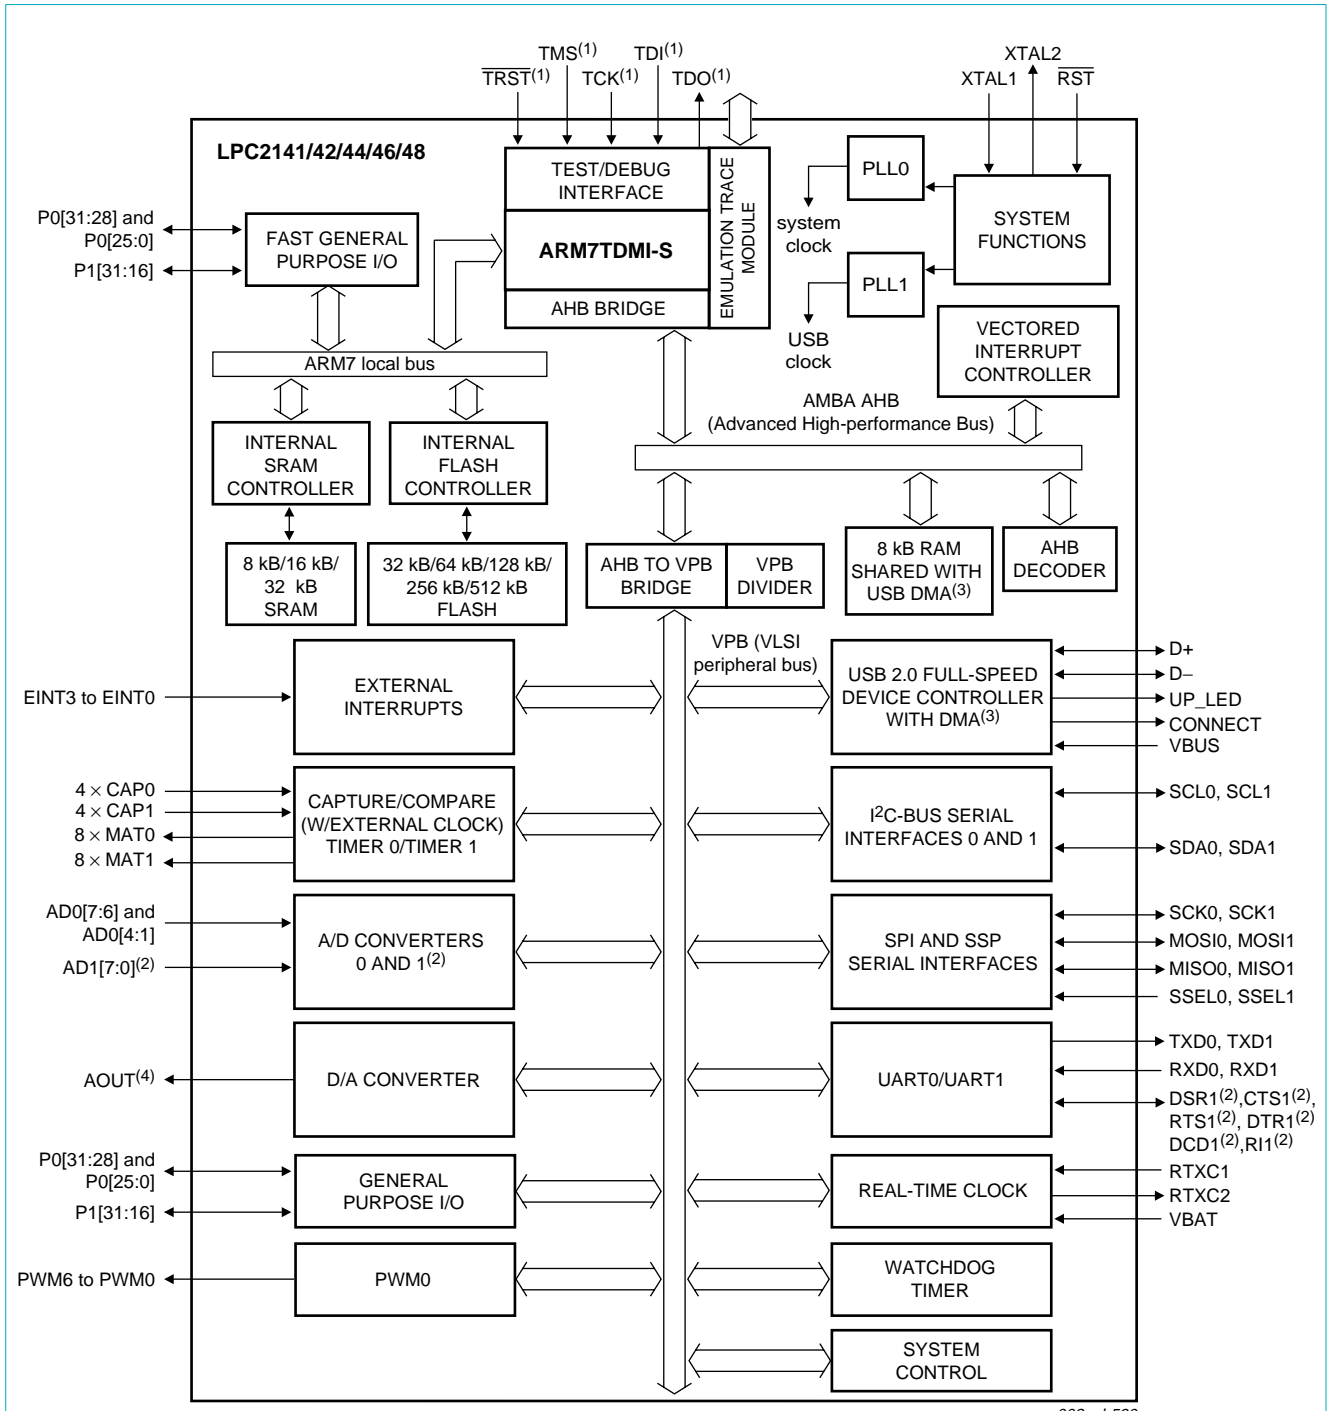 TMS(1)
TDI(1)
TRST(1)
TCK(1)
TDO(1)
XTAL2
XTAL1
RST
LPC2141/42/44/46/48
TEST/DEBUG
INTERFACE
ARM7TDMI-S
AHB BRIDGE
EMULATION TRACE
MODULE
PLL0
system
clock
PLL1
USB
clock
SYSTEM
FUNCTIONS
P0[31:28] and
P0[25:0]
P1[31:16]
FAST GENERAL
PURPOSE I/O
VECTORED
INTERRUPT
CONTROLLER
ARM7 local bus
AMBA AHB
(Advanced High-performance Bus)
INTERNAL
SRAM
CONTROLLER
INTERNAL
FLASH
CONTROLLER
8 kB/16 kB/
32 kB
SRAM
32 kB/64 kB/128 kB/
256 kB/512 kB
FLASH
AHB TO VPB
BRIDGE
VPB
DIVIDER
8 kB RAM
SHARED WITH
USB DMA(3)
AHB
DECODER
VPB (VLSI
peripheral bus)
EINT3 to EINT0
EXTERNAL
INTERRUPTS
USB 2.0 FULL-SPEED
DEVICE CONTROLLER
WITH DMA(3)
D+
D−
UP_LED
CONNECT
VBUS
4 × CAP0
4 × CAP1
8 × MAT0
8 × MAT1
CAPTURE/COMPARE
(W/EXTERNAL CLOCK)
TIMER 0/TIMER 1
I2C-BUS SERIAL
INTERFACES 0 AND 1
SCL0, SCL1
SDA0, SDA1
AD0[7:6] and
AD0[4:1]
AD1[7:0](2)
A/D CONVERTERS
0 AND 1(2)
SPI AND SSP
SERIAL INTERFACES
SCK0, SCK1
MOSI0, MOSI1
MISO0, MISO1
SSEL0, SSEL1
AOUT(4)
D/A CONVERTER
UART0/UART1
TXD0, TXD1
RXD0, RXD1
DSR1(2),CTS1(2),
RTS1(2), DTR1(2)
DCD1(2),RI1(2)
P0[31:28] and
P0[25:0]
P1[31:16]
GENERAL
PURPOSE I/O
REAL-TIME CLOCK
RTXC1
RTXC2
VBAT
PWM6 to PWM0
PWM0
WATCHDOG
TIMER
SYSTEM
CONTROL